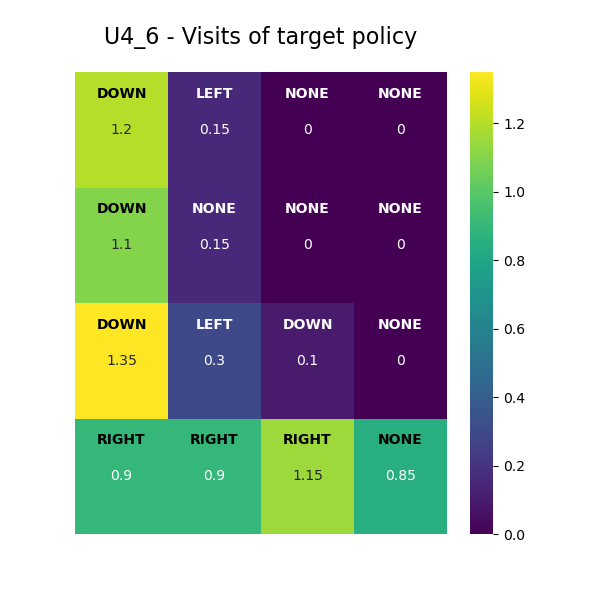 U4_6 - Visits of target policy
DOWN LEFT NONE NONE
1.2 0.15 0 0
DOWN NONE NONE NONE
1.1 0.15 0 0
DOWN LEFT DOWN NONE
1.35 0.3 0.1 0
RIGHT RIGHT RIGHT NONE
0.9 0.9 1.15 0.85
1.2
1.0
0.8
0.6
0.4
0.2
0.0